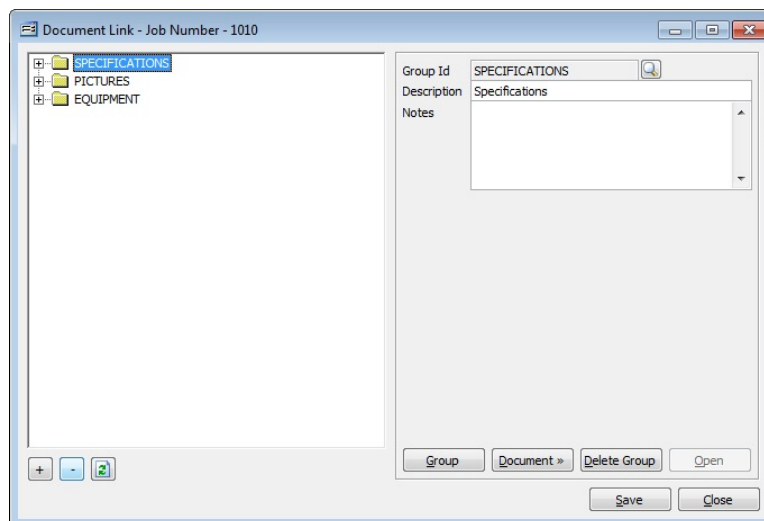 Document Link - Job Number - 1010
SPECIFICATIONS
PICTURES
EQUIPMENT
Group Id SPECIFICATIONS
Description Specifications
Notes
+ -
Group Document » Delete Group Open
Save Close